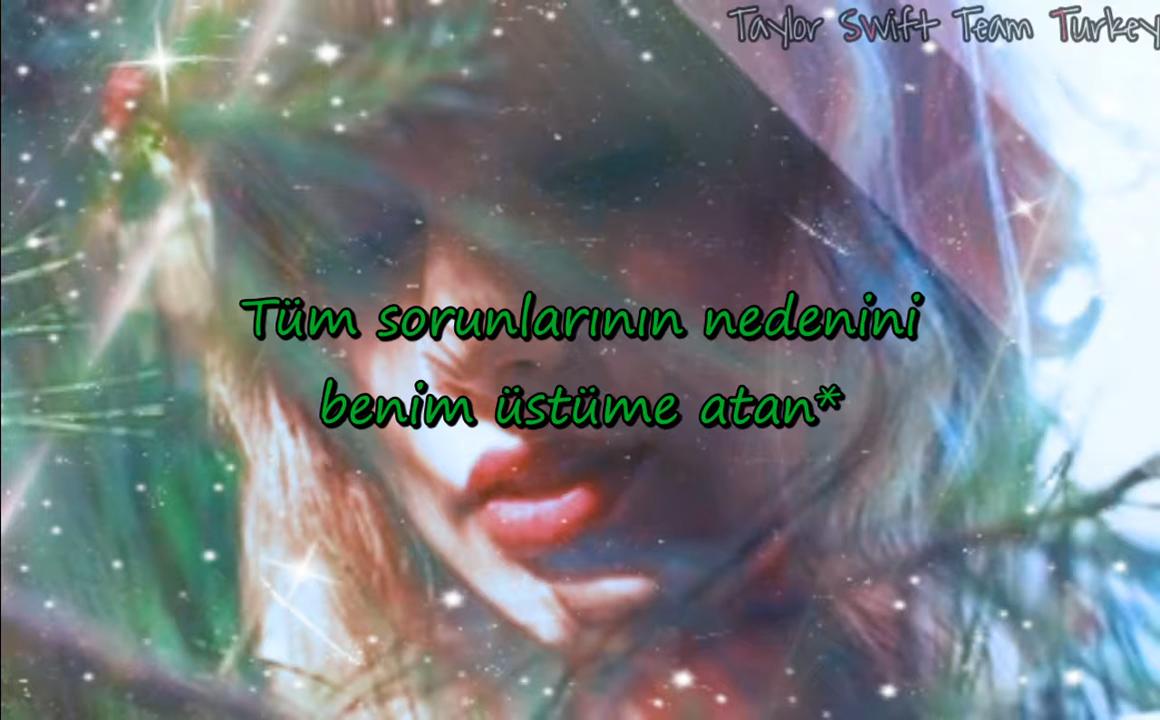 Taylor Swift Team Turkey
Tüm sorunlarının nedenini
benim üstüme atan*